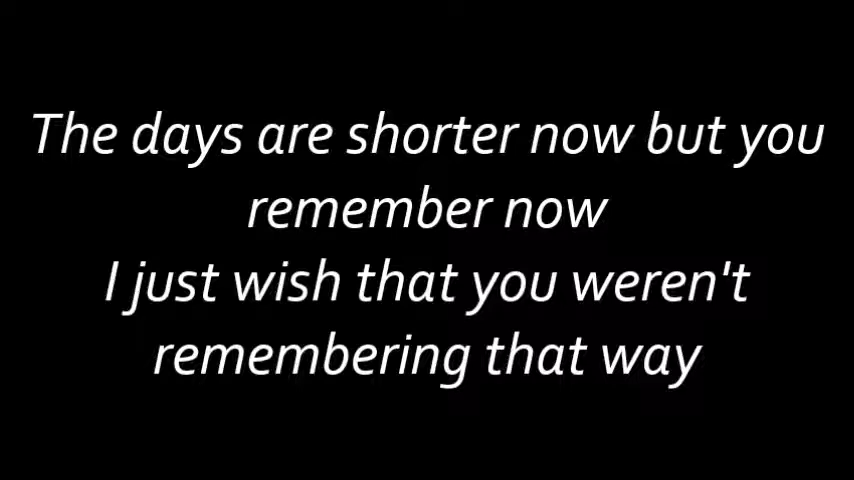 The days are shorter now but you
remember now
I just wish that you weren't
remembering that way